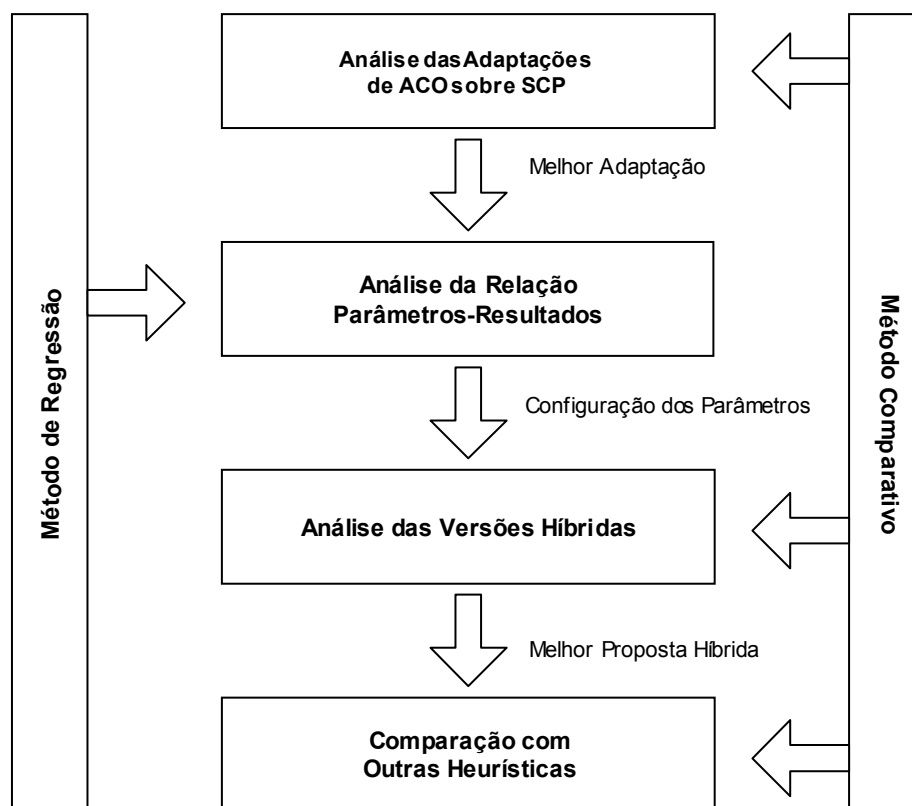 Análise das Adaptações
de ACO sobre SCP
Melhor Adaptação
Análise da Relação
Parâmetros-Resultados
Configuração dos Parâmetros
Análise das Versões Híbridas
Melhor Proposta Híbrida
Comparação com
Outras Heurísticas
Método de Regressão
Método Comparativo